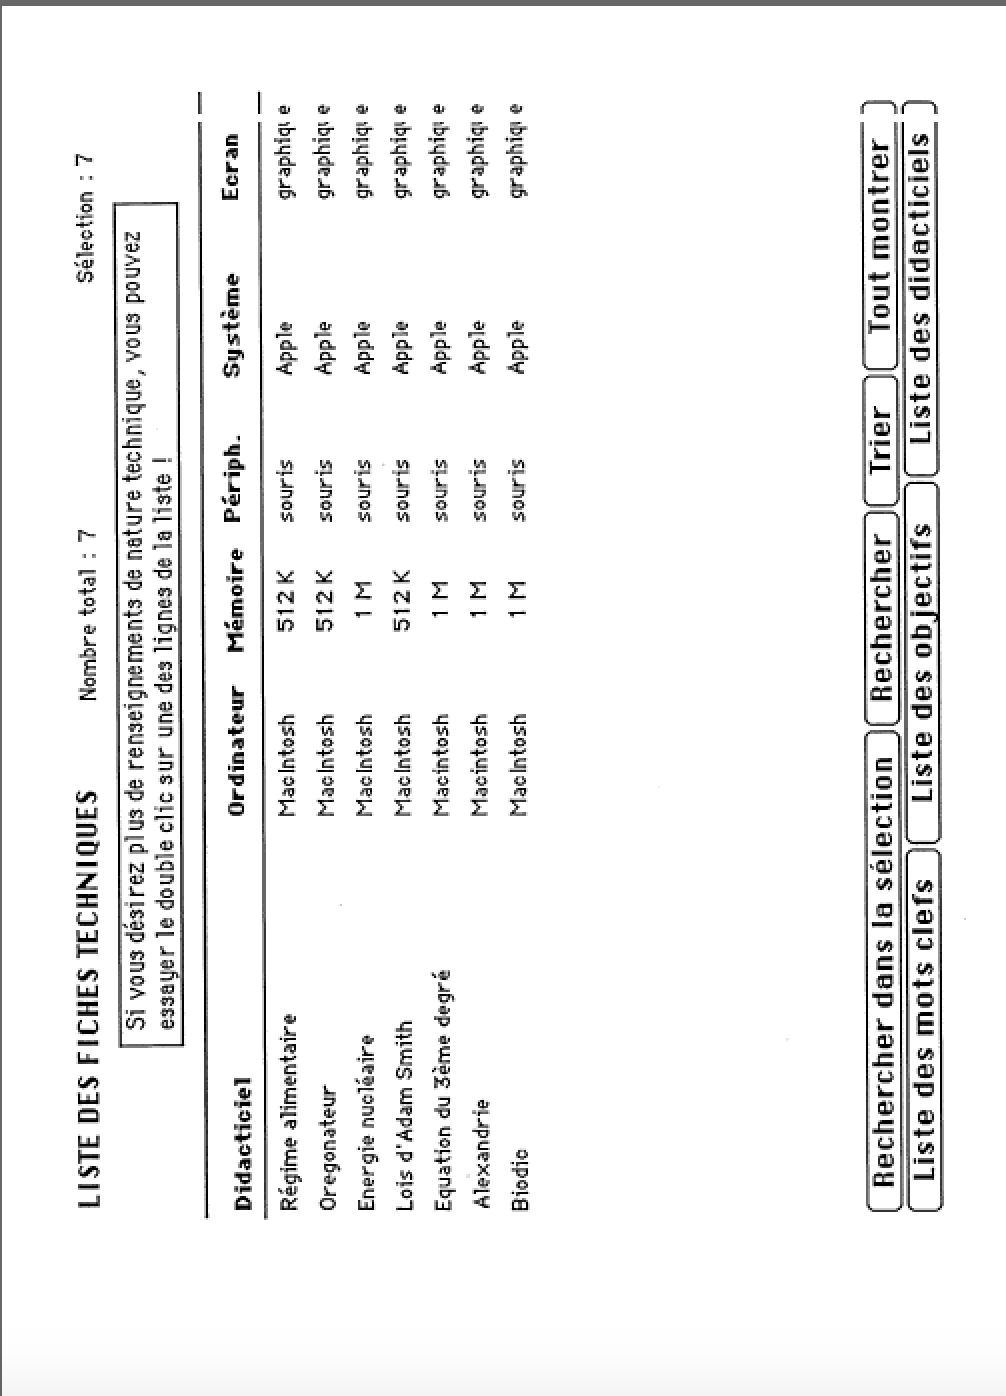 LISTE DES FICHES TECHNIQUES Nombre total : 7 Sélection : 7
Si vous désirez plus de renseignements de nature technique, vous pouvez
essayer le double clic sur une des lignes de la liste !
Didacticiel Ordinateur Mémoire Périph. Système Ecran
Régime alimentaire MacIntosh 512 K souris Apple graphique
Oregonateur MacIntosh 512 K souris Apple graphique
Energie nucléaire MacIntosh 1 M souris Apple graphique
Lois d'Adam Smith MacIntosh 512 K souris Apple graphique
Equation du 3ème degré Macintosh 1 M souris Apple graphique
Alexandrie Macintosh 1 M souris Apple graphique
Biodio MacIntosh 1 M souris Apple graphique
Rechercher dans la sélection Rechercher Trier Tout montrer
Liste des mots clefs Liste des objectifs Liste des didacticiels